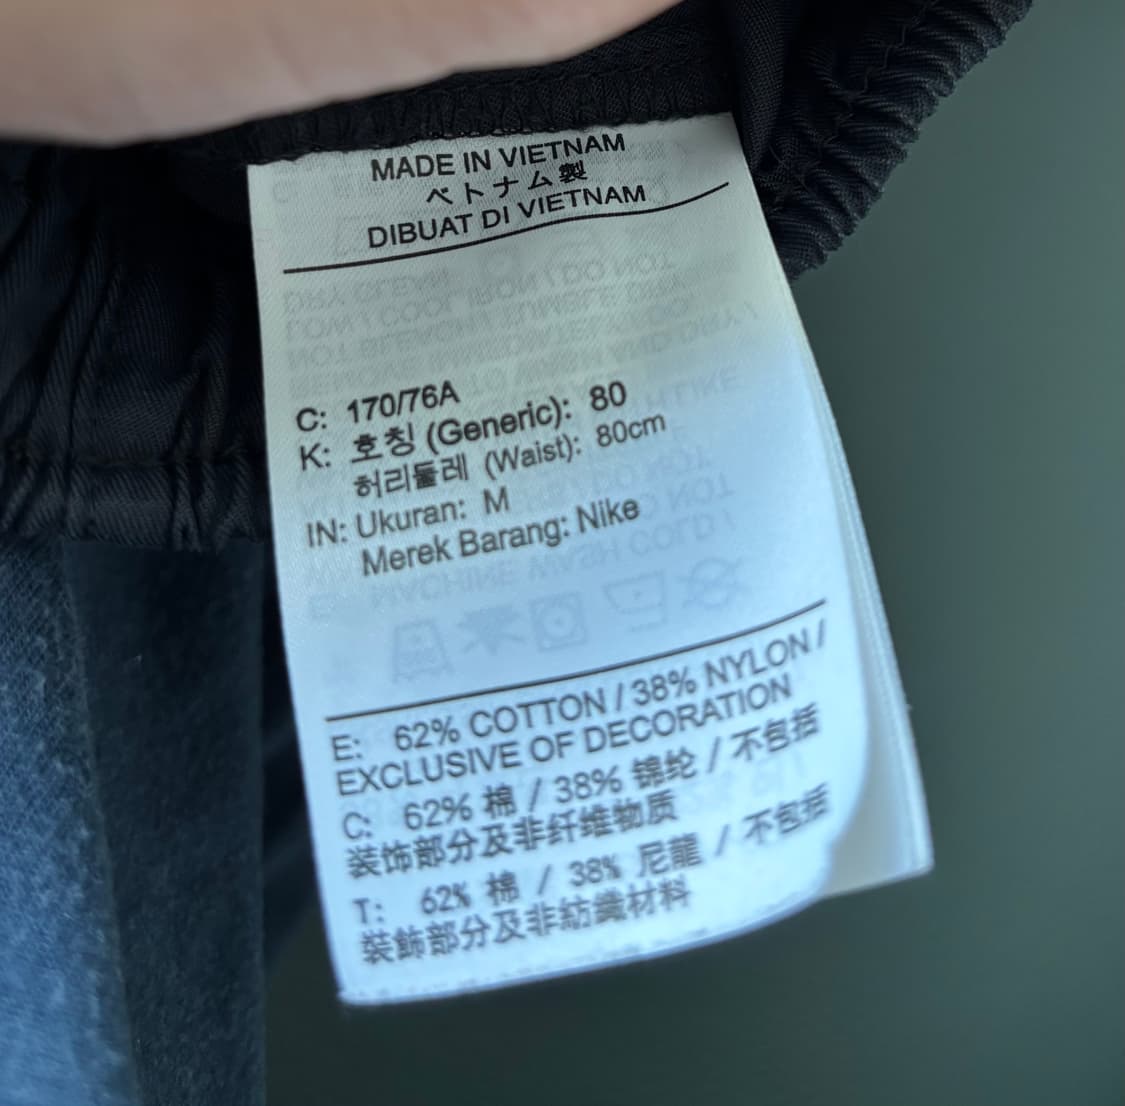 MADE IN VIETNAM
ベトナム製
DIBUAT DI VIETNAM
C: 170/76A
K: 호칭 (Generic): 80
허리둘레 (Waist): 80cm
IN: Ukuran: M
Merek Barang: Nike
E: 62% COTTON / 38% NYLON /
EXCLUSIVE OF DECORATION
C: 62% 棉 / 38% 锦纶 / 不包括
装饰部分及非纤维物质
T: 62% 棉 / 38% 尼龍 / 不包括
裝飾部分及非紡織材料